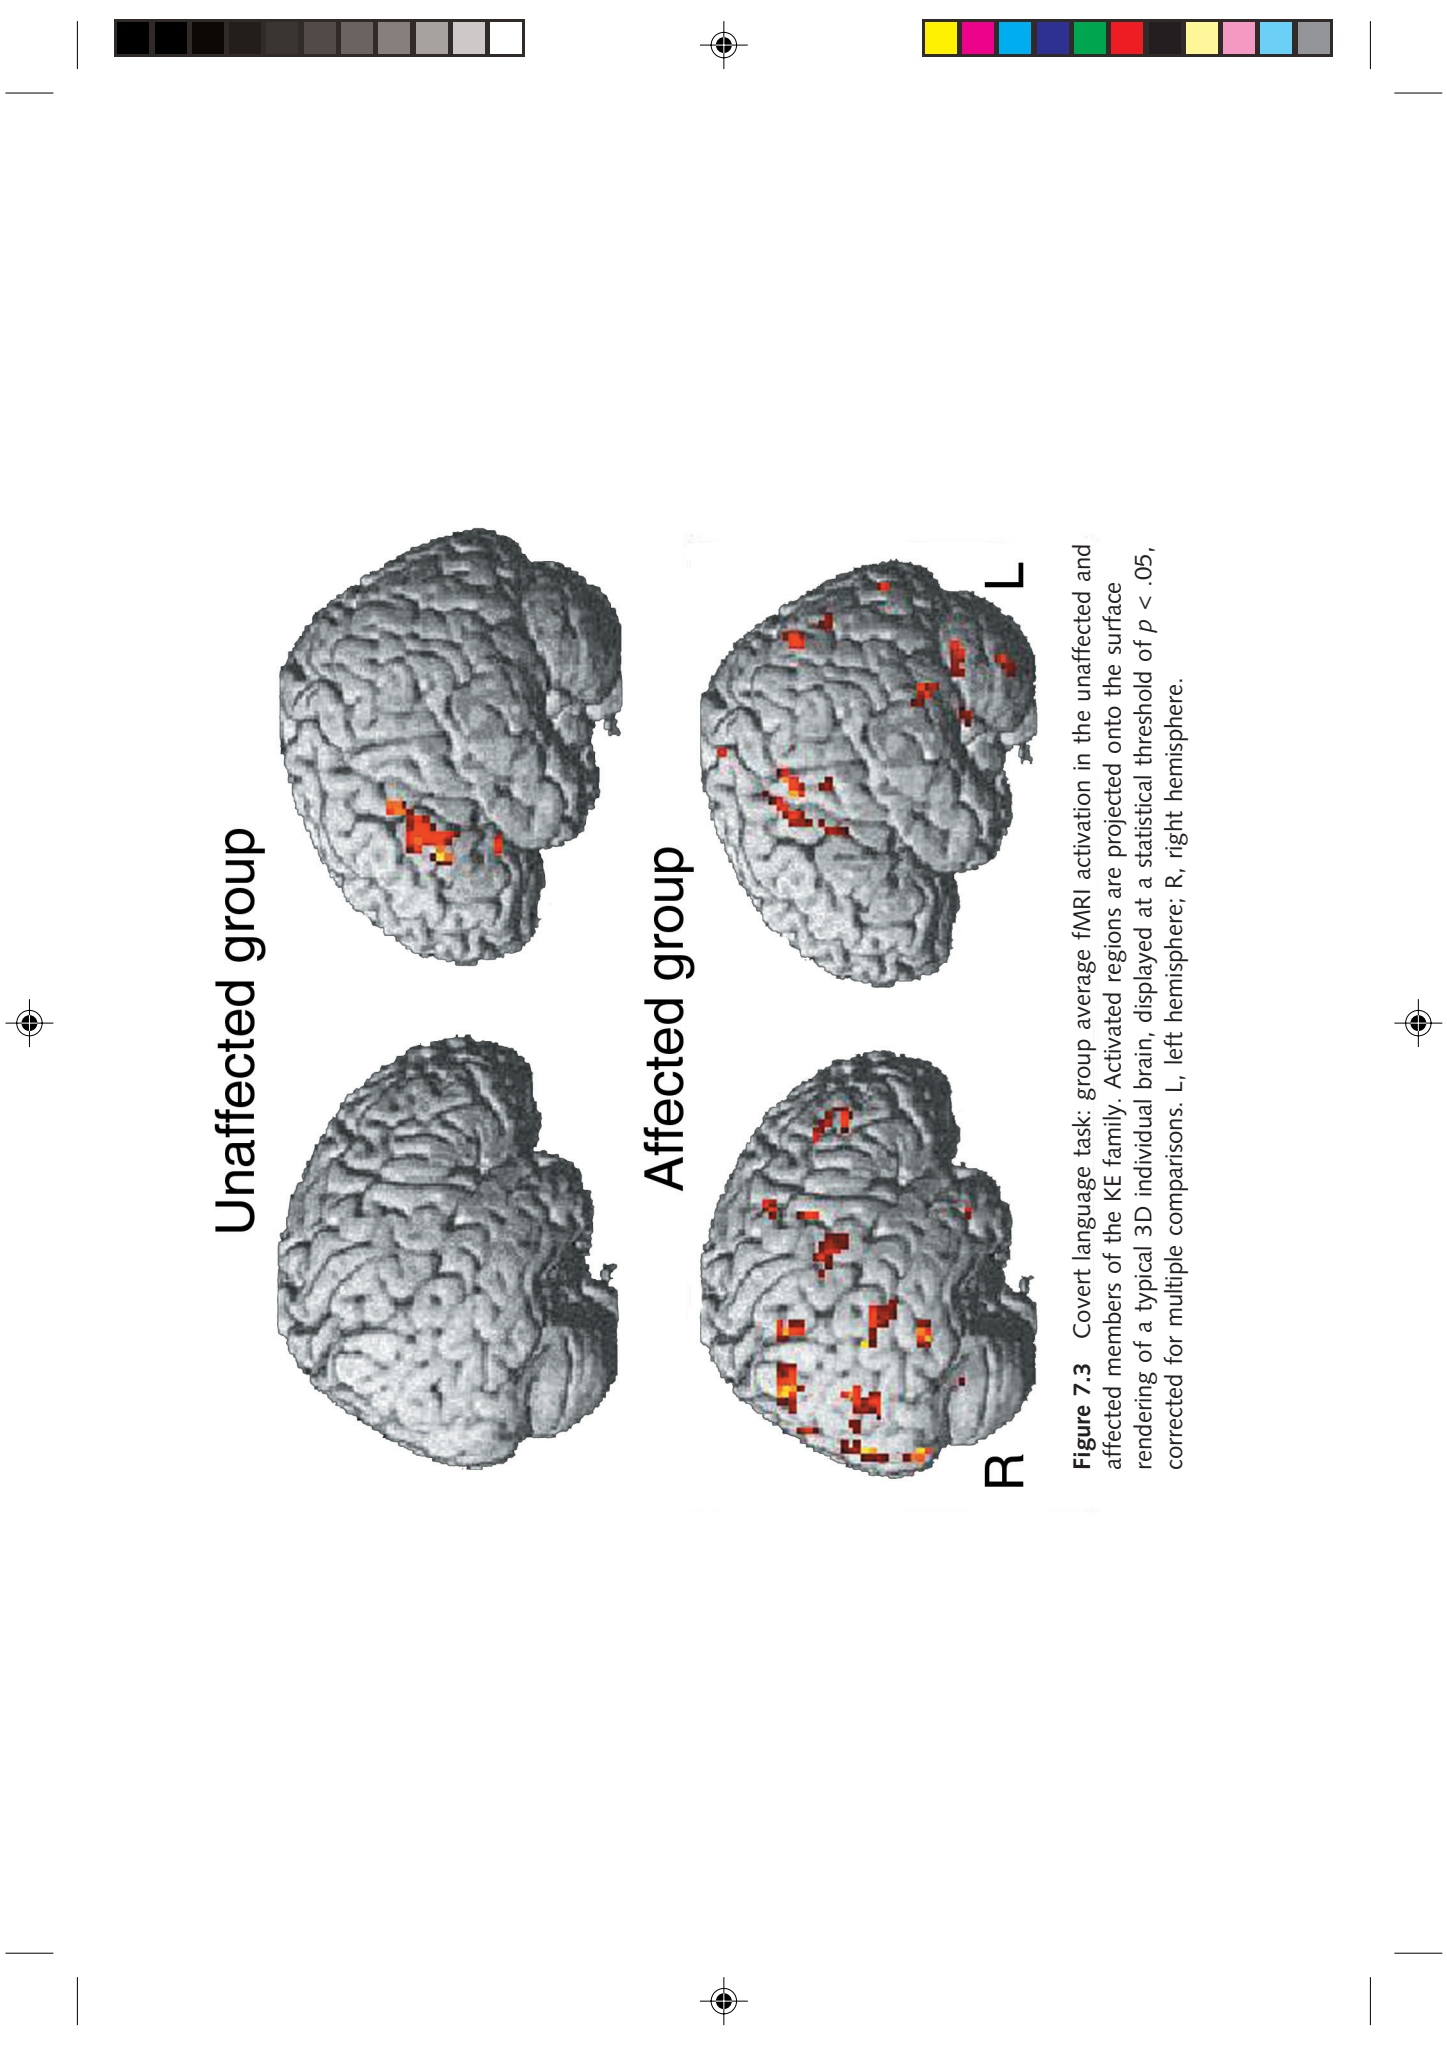 Unaffected group
Affected group
R
L
Figure 7.3 Covert language task: group average fMRI activation in the unaffected and
affected members of the KE family. Activated regions are projected onto the surface
rendering of a typical 3D individual brain, displayed at a statistical threshold of p < .05,
corrected for multiple comparisons. L, left hemisphere; R, right hemisphere.